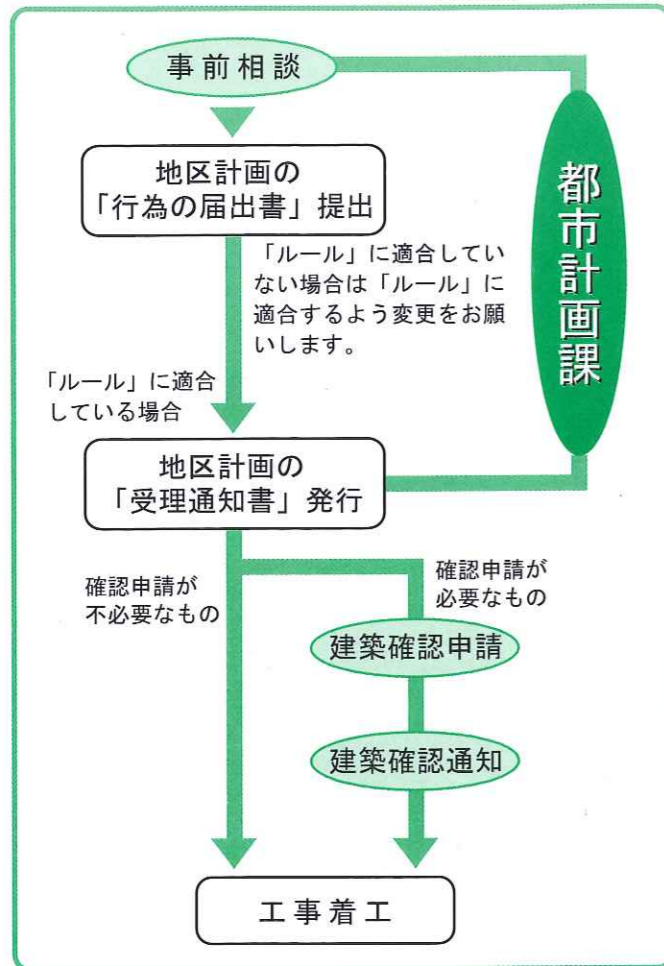 事前相談
地区計画の
「行為の届出書」提出
都市計画課
「ルール」に適合してい
ない場合は「ルール」に
適合するよう変更をお願
いします。
「ルール」に適合
している場合
地区計画の
「受理通知書」発行
確認申請が
不必要なもの
確認申請が
必要なもの
建築確認申請
建築確認通知
工事着工